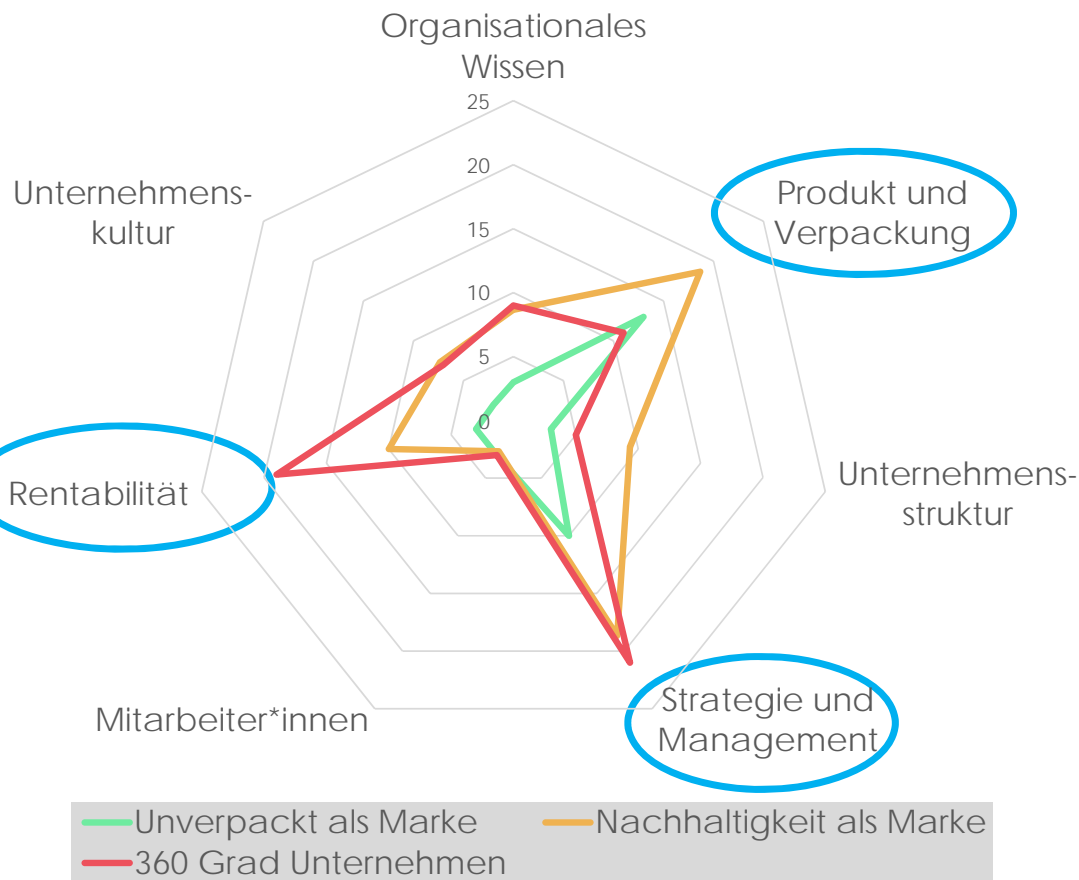 Organisationales
Wissen
25
20
15
10
5
0
Produkt und
Verpackung
Unternehmens-
struktur
Strategie und
Management
Mitarbeiter*innen
Rentabilität
Unternehmens-
kultur
Unverpackt als Marke
Nachhaltigkeit als Marke
360 Grad Unternehmen